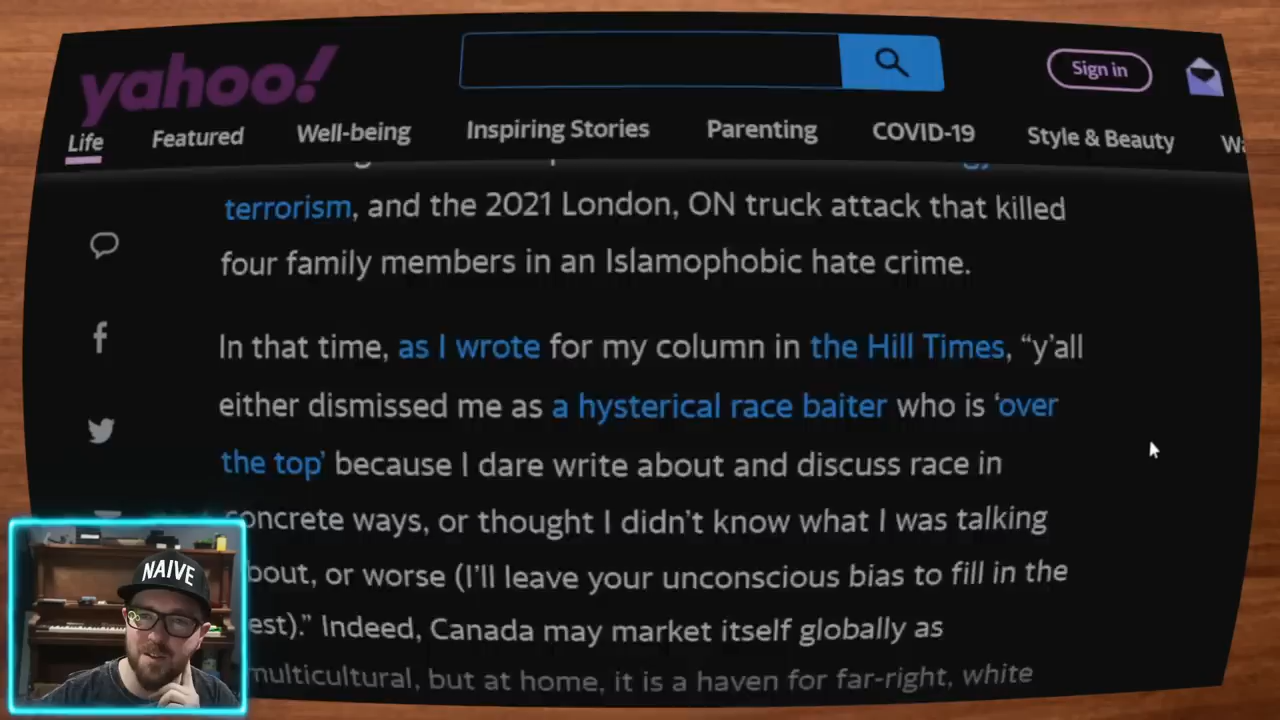 yahoo!
Sign in
Life Featured Well-being Inspiring Stories Parenting COVID-19 Style & Beauty
terrorism, and the 2021 London, ON truck attack that killed
four family members in an Islamophobic hate crime.
In that time, as I wrote for my column in the Hill Times, “y’all
either dismissed me as a hysterical race baiter who is ‘over
the top’ because I dare write about and discuss race in
concrete ways, or thought I didn’t know what I was talking
about, or worse (I’ll leave your unconscious bias to fill in the
rest).” Indeed, Canada may market itself globally as
multicultural, but at home, it is a haven for far-right, white
NAIVE